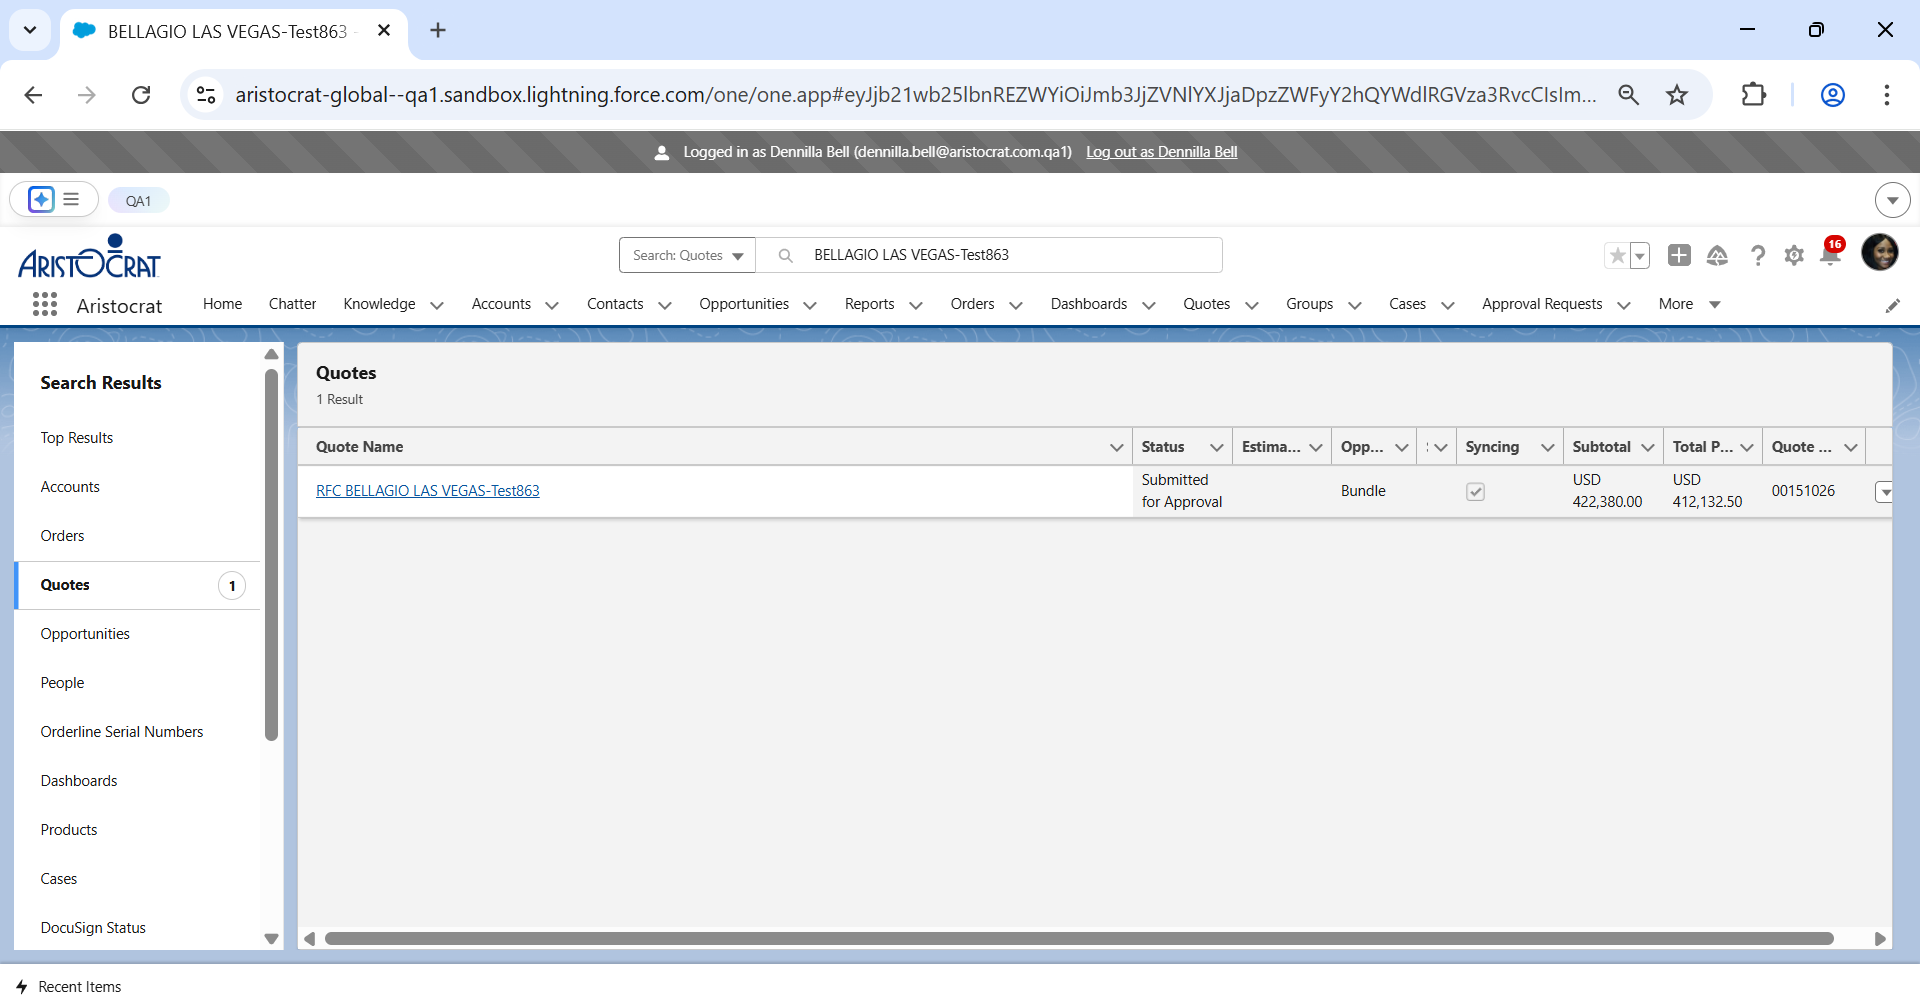 BELLAGIO LAS VEGAS-Test863 -
aristocrat-global--qa1.sandbox.lightning.force.com/one/one.app#eyJjb21wb25lbnREZWYiOiJmb3JjZVNlYXJjaDpzZWFyY2hQYWdlRGVza3RvcCIsIm...
Logged in as Dennilla Bell (dennilla.bell@aristocrat.com.qa1) Log out as Dennilla Bell
QA1
ARISTOCRAT
Search: Quotes BELLAGIO LAS VEGAS-Test863
16
Aristocrat Home Chatter Knowledge Accounts Contacts Opportunities Reports Orders Dashboards Quotes Groups Cases Approval Requests More
Search Results
Top Results
Accounts
Orders
Quotes 1
Opportunities
People
Orderline Serial Numbers
Dashboards
Products
Cases
DocuSign Status
Quotes
1 Result
Quote Name Status Estima... Opp... Syncing Subtotal Total P... Quote ...
RFC BELLAGIO LAS VEGAS-Test863 Submitted for Approval Bundle USD 422,380.00 USD 412,132.50 00151026
Recent Items